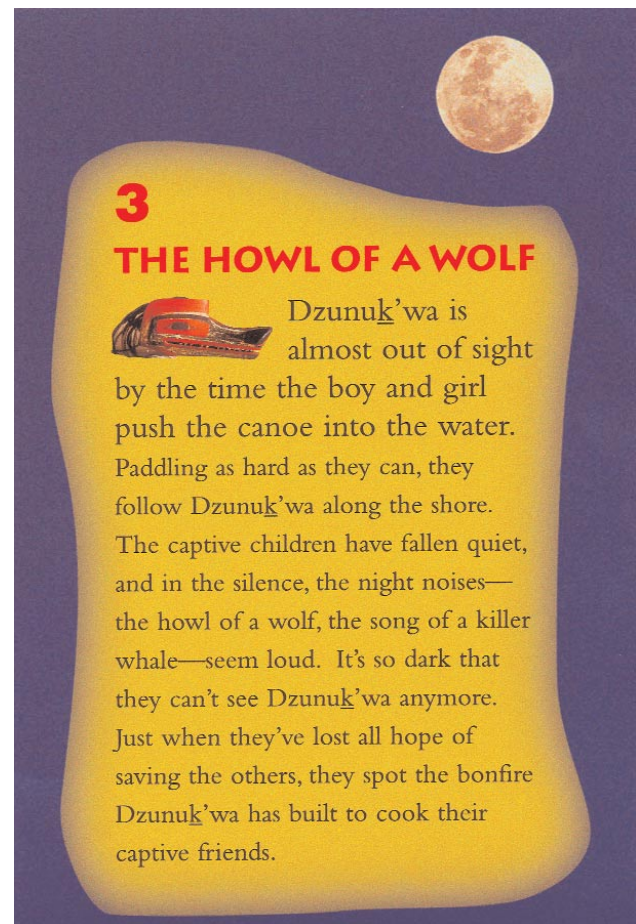 3
THE HOWL OF A WOLF
Dzunuḵ’wa is
almost out of sight
by the time the boy and girl
push the canoe into the water.
Paddling as hard as they can, they
follow Dzunuḵ’wa along the shore.
The captive children have fallen quiet,
and in the silence, the night noises—
the howl of a wolf, the song of a killer
whale—seem loud.  It’s so dark that
they can’t see Dzunuḵ’wa anymore.
Just when they’ve lost all hope of
saving the others, they spot the bonfire
Dzunuḵ’wa has built to cook their
captive friends.